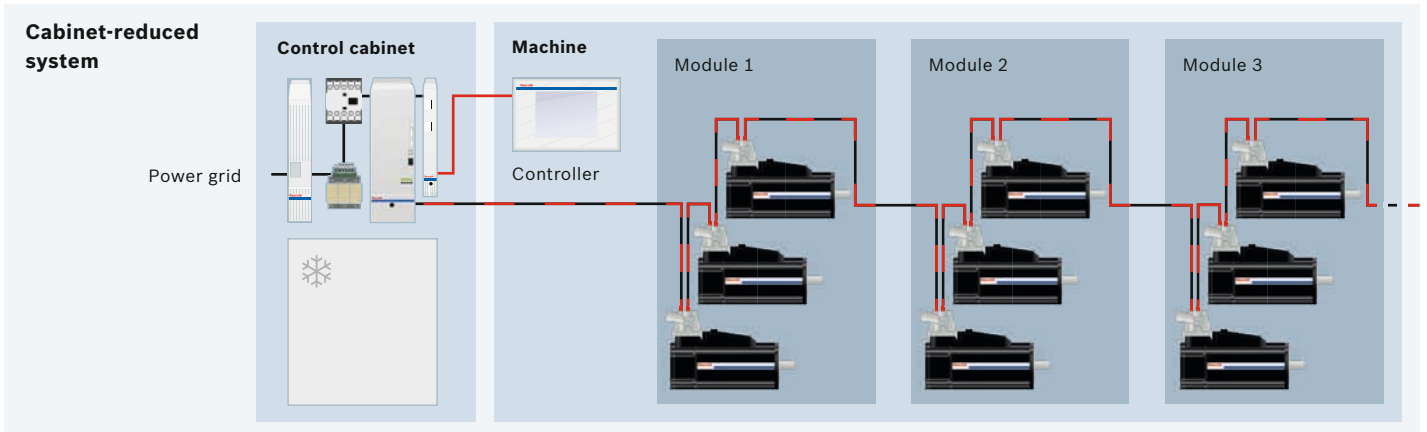 Cabinet-reduced
system
Control cabinet
Power grid
Machine
Controller
Module 1
Module 2
Module 3